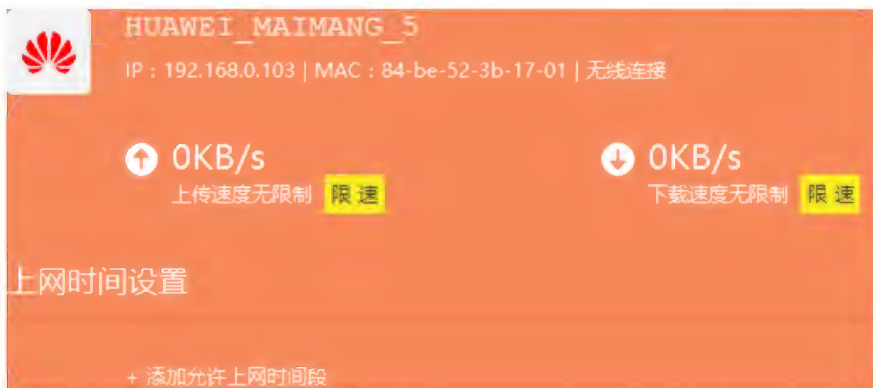 HUAWEI_MAIMANG_5
IP : 192.168.0.103 | MAC : 84-be-52-3b-17-01 | 无线连接
0KB/s
上传速度无限制 限 速
0KB/s
下载速度无限制 限 速
上网时间设置
+ 添加允许上网时间段